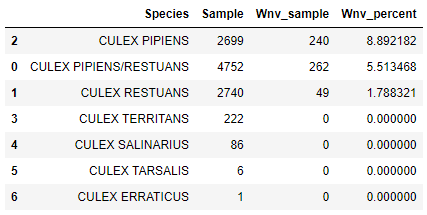 Species Sample Wnv_sample Wnv_percent
2 CULEX PIPIENS 2699 240 8.892182
0 CULEX PIPIENS/RESTUANS 4752 262 5.513468
1 CULEX RESTUANS 2740 49 1.788321
3 CULEX TERRITANS 222 0 0.000000
4 CULEX SALINARIUS 86 0 0.000000
5 CULEX TARSALIS 6 0 0.000000
6 CULEX ERRATICUS 1 0 0.000000